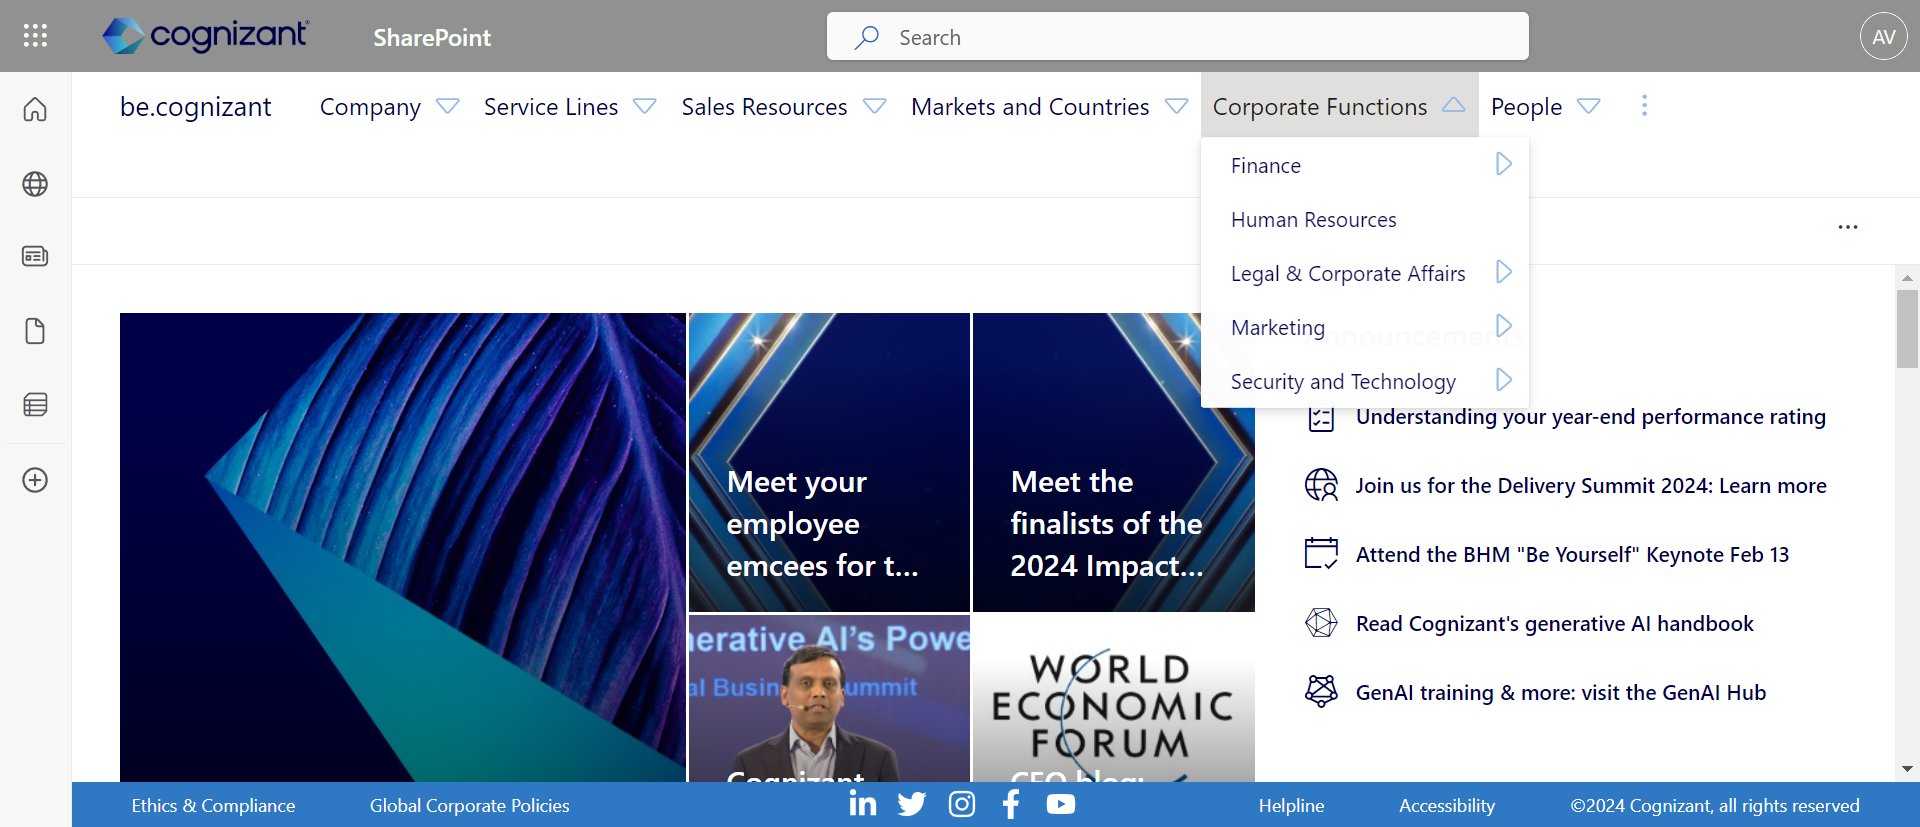 cognizant
SharePoint
Search
AV
be.cognizant
Company
Service Lines
Sales Resources
Markets and Countries
Corporate Functions
People
Finance
Human Resources
Legal & Corporate Affairs
Marketing
Security and Technology
Announcements
Meet your
employee
emcees for t...
Meet the
finalists of the
2024 Impact...
Understanding your year-end performance rating
Join us for the Delivery Summit 2024: Learn more
Attend the BHM "Be Yourself" Keynote Feb 13
Read Cognizant's generative AI handbook
GenAI training & more: visit the GenAI Hub
nerative AI's Powe
al Busin
ummit
Cognizant
WORLD
ECONOMIC
FORUM
blog:
Ethics & Compliance
Global Corporate Policies
Helpline
Accessibility
©2024 Cognizant, all rights reserved